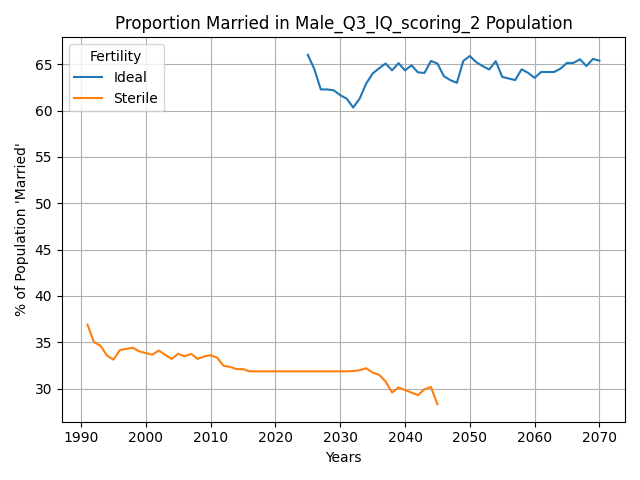 Proportion Married in Male_Q3_IQ_scoring_2 Population
Fertility
Ideal
Sterile
% of Population 'Married'
65
60
55
50
45
40
35
30
1990 2000 2010 2020 2030 2040 2050 2060 2070
Years